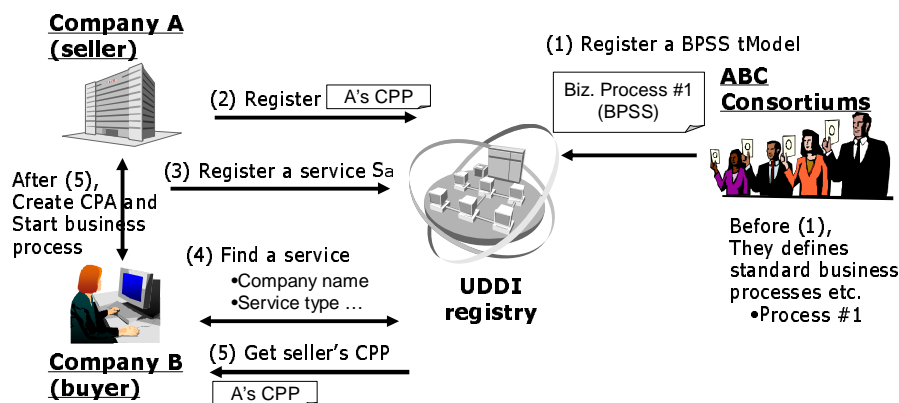 Company A
(seller)
(1) Register a BPSS tModel
Biz. Process #1
(BPSS)
ABC
Consortiums
(2) Register
A's CPP
(3) Register a service Sa
After (5),
Create CPA and
Start business
process
(4) Find a service
•Company name
•Service type …
UDDI
registry
Before (1),
They defines
standard business
processes etc.
•Process #1
(5) Get seller's CPP
A's CPP
Company B
(buyer)